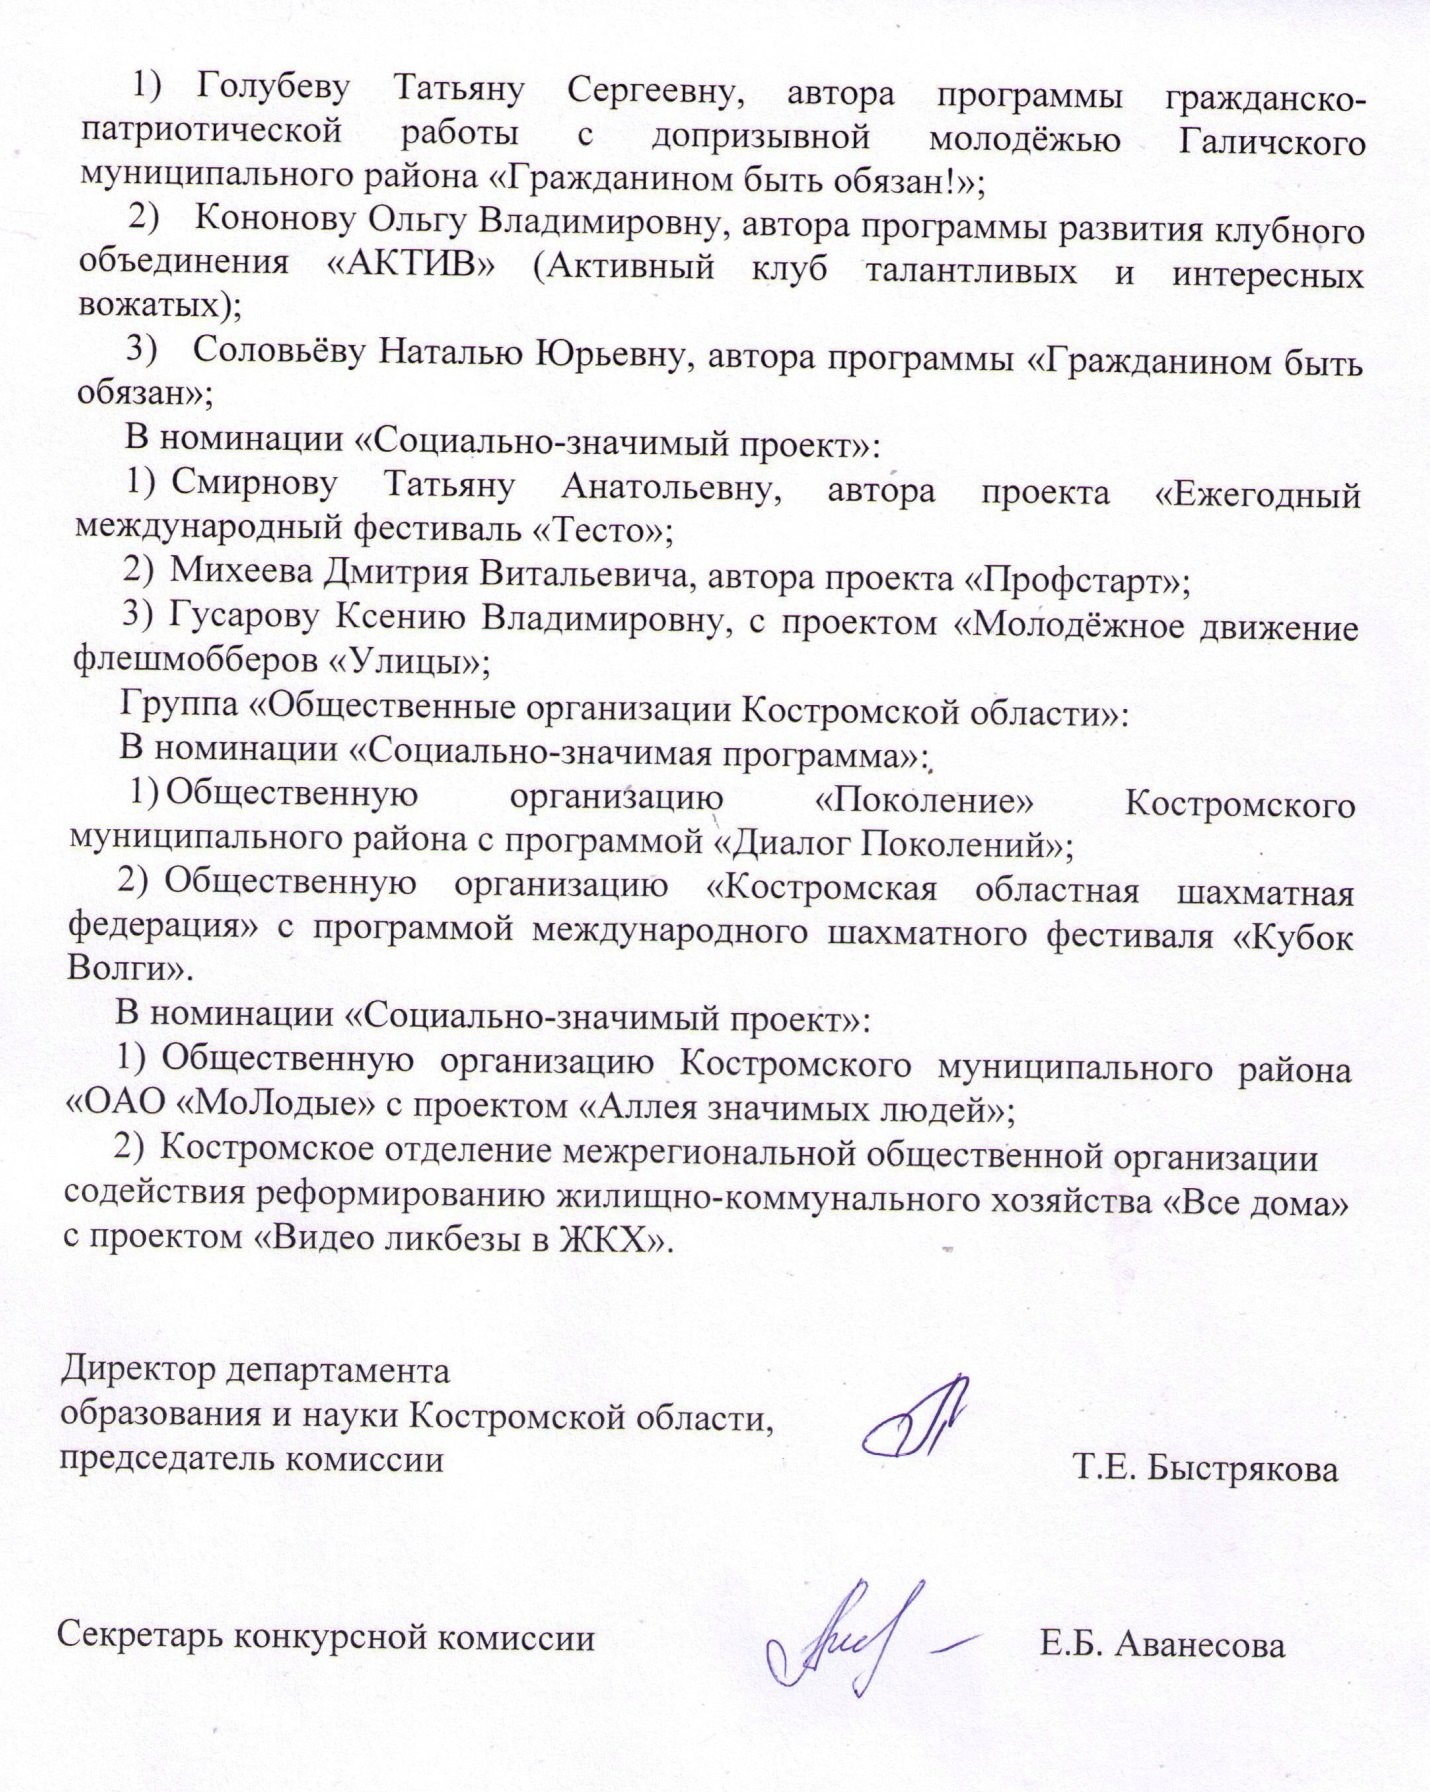 1) Голубеву Татьяну Сергеевну, автора программы гражданско-
патриотической работы с допризывной молодёжью Галичского
муниципального района «Гражданином быть обязан!»;
2) Кононову Ольгу Владимировну, автора программы развития клубного
объединения «АКТИВ» (Активный клуб талантливых и интересных
вожатых);
3) Соловьёву Наталью Юрьевну, автора программы «Гражданином быть
обязан»;
В номинации «Социально-значимый проект»:
1) Смирнову Татьяну Анатольевну, автора проекта «Ежегодный
международный фестиваль «Тесто»;
2) Михеева Дмитрия Витальевича, автора проекта «Профстарт»;
3) Гусарову Ксению Владимировну, с проектом «Молодёжное движение
флешмобберов «Улицы»;
Группа «Общественные организации Костромской области»:
В номинации «Социально-значимая программа»:
1) Общественную организацию «Поколение» Костромского
муниципального района с программой «Диалог Поколений»;
2) Общественную организацию «Костромская областная шахматная
федерация» с программой международного шахматного фестиваля «Кубок
Волги».
В номинации «Социально-значимый проект»:
1) Общественную организацию Костромского муниципального района
«ОАО «МоЛодые» с проектом «Аллея значимых людей»;
2) Костромское отделение межрегиональной общественной организации
содействия реформированию жилищно-коммунального хозяйства «Все дома»
с проектом «Видео ликбезы в ЖКХ».
Директор департамента
образования и науки Костромской области,
председатель комиссии Т.Е. Быстрякова
Секретарь конкурсной комиссии Е.Б. Аванесова